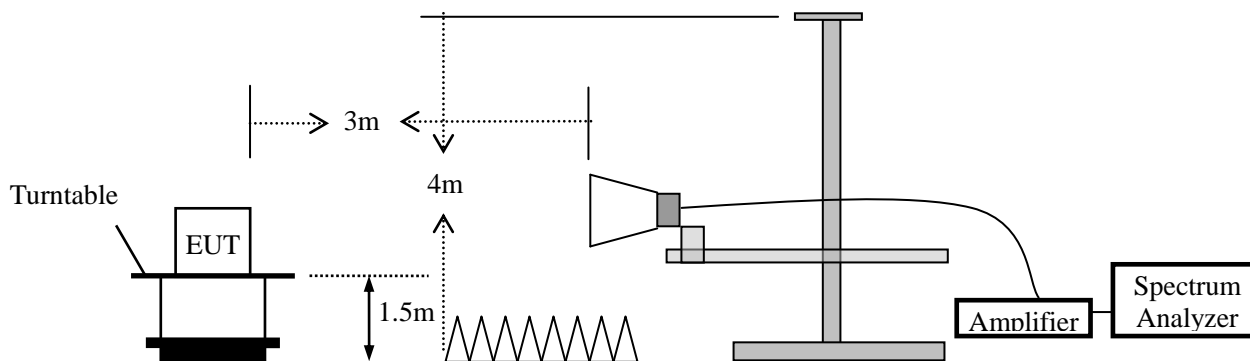 3m
4m
Turntable
EUT
1.5m
Amplifier
Spectrum
Analyzer